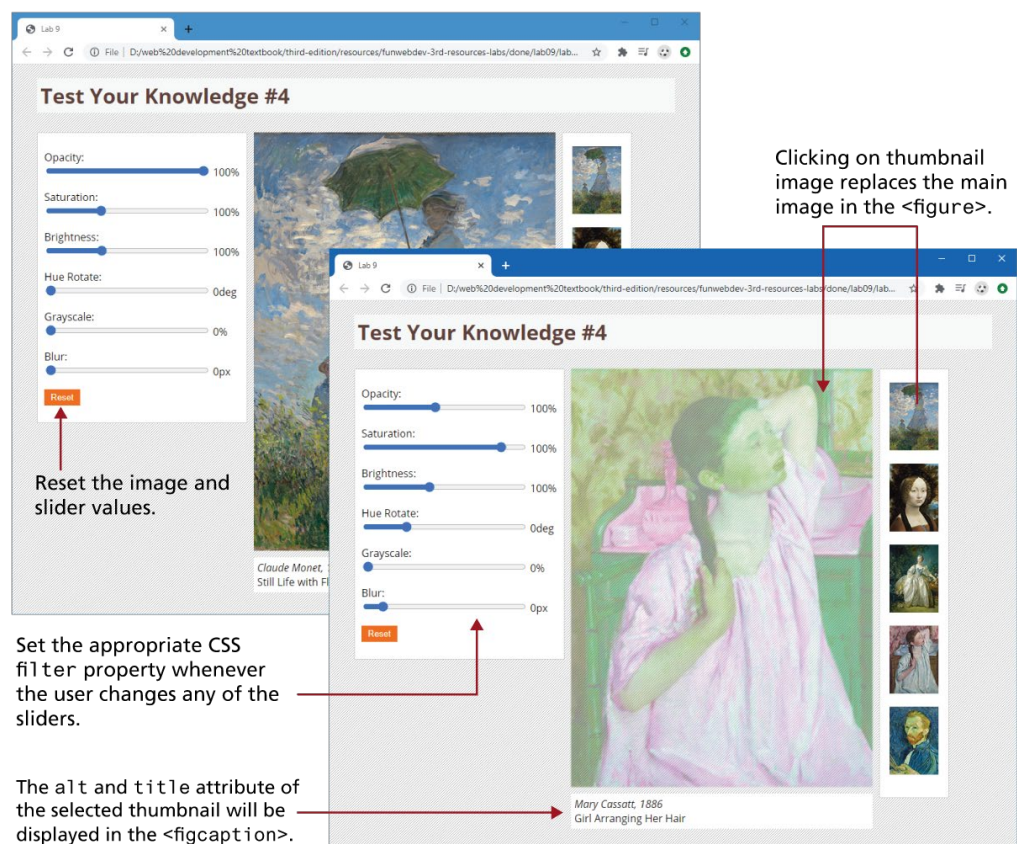 Lab 9
File | D:/web%20development%20textbook/third-edition/resources/funwebdev-3rd-resources-labs/done/lab09/lab...
Test Your Knowledge #4
Opacity:
100%
Saturation:
100%
Brightness:
100%
Hue Rotate:
0deg
Grayscale:
0%
Blur:
0px
Reset
Claude Monet,
Still Life with
Reset the image and
slider values.
Clicking on thumbnail
image replaces the main
image in the <figure>.
Lab 9
File | D:/web%20development%20textbook/third-edition/resources/funwebdev-3rd-resources-labs/done/lab09/lab...
Test Your Knowledge #4
Opacity:
100%
Saturation:
100%
Brightness:
100%
Hue Rotate:
0deg
Grayscale:
0%
Blur:
0px
Reset
Mary Cassatt, 1886
Girl Arranging Her Hair
Set the appropriate CSS
filter property whenever
the user changes any of the
sliders.
The alt and title attribute of
the selected thumbnail will be
displayed in the <figcaption>.